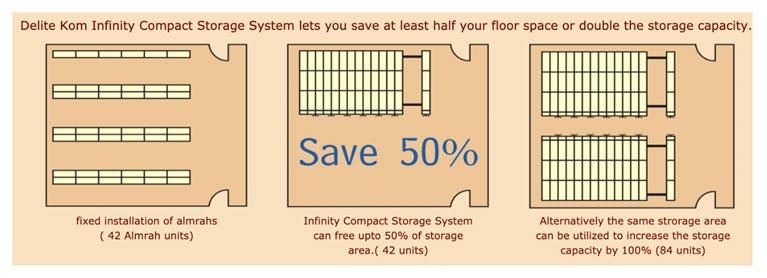 Delite Kom Infinity Compact Storage System lets you save at least half your floor space or double the storage capacity.
Save 50%
fixed installation of almrahs
( 42 Almrah units)
Infinity Compact Storage System
can free upto 50% of storage
area.( 42 units)
Alternatively the same strorage area
can be utilized to increase the storage
capacity by 100% (84 units)